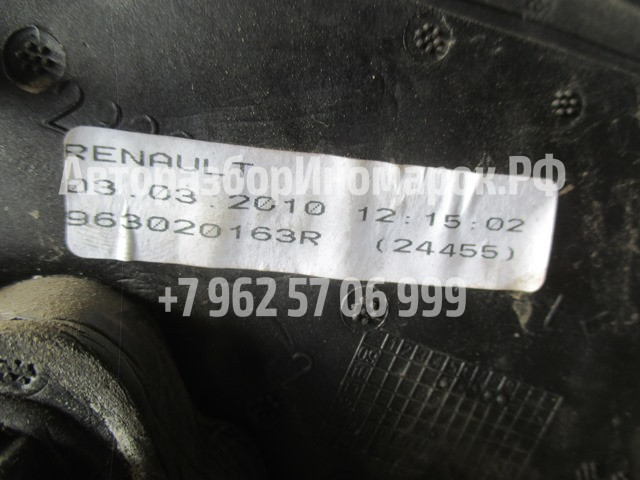 RENAULT
АвторазборИномарок.РФ
03.03.2010 12:15:02
963020163R (24455)
+7 962 57 06 999